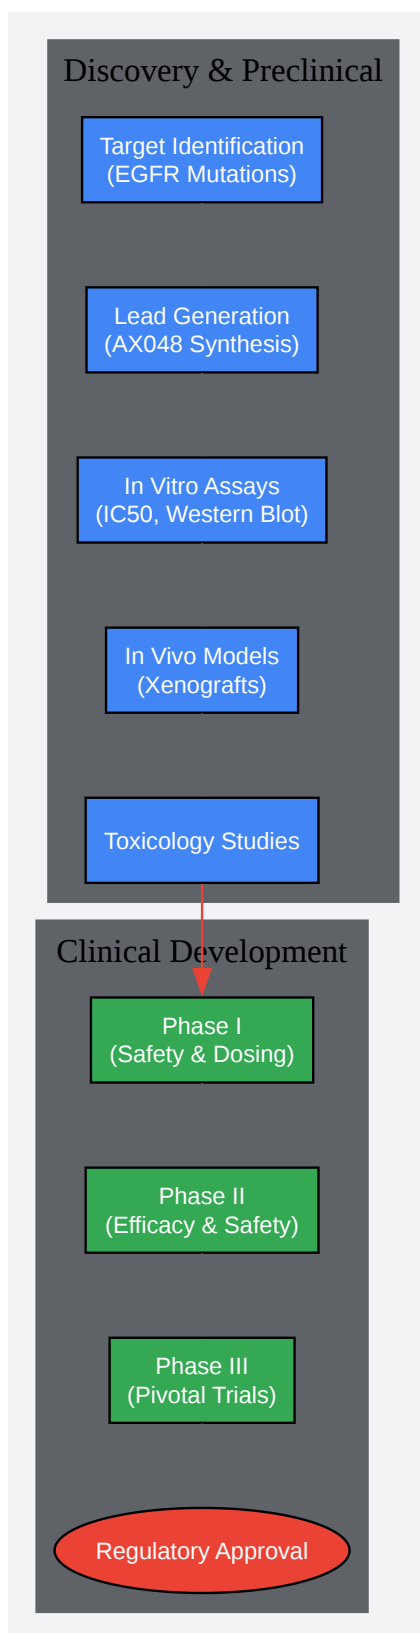 Discovery & Preclinical
Target Identification
(EGFR Mutations)
Lead Generation
(AX048 Synthesis)
In Vitro Assays
(IC50, Western Blot)
In Vivo Models
(Xenografts)
Toxicology Studies
Clinical Development
Phase I
(Safety & Dosing)
Phase II
(Efficacy & Safety)
Phase III
(Pivotal Trials)
Regulatory Approval